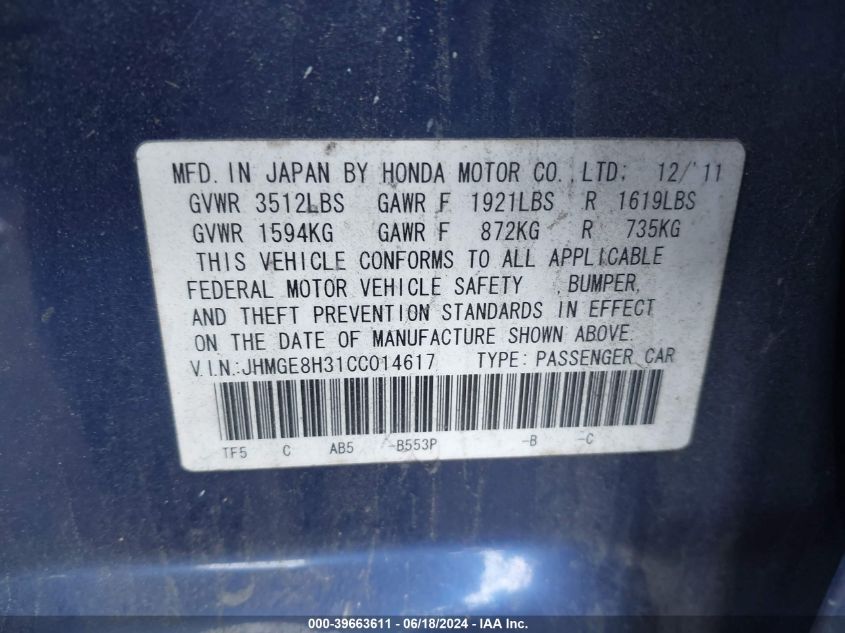 MFD. IN JAPAN BY HONDA MOTOR CO., LTD. 12/'11
GVWR 3512LBS GAWR F 1921LBS R 1619LBS
GVWR 1594KG GAWR F 872KG R 735KG
THIS VEHICLE CONFORMS TO ALL APPLICABLE
FEDERAL MOTOR VEHICLE SAFETY , BUMPER,
AND THEFT PREVENTION STANDARDS IN EFFECT
ON THE DATE OF MANUFACTURE SHOWN ABOVE.
V.I.N.:JHMGE8H31CC014617 TYPE: PASSENGER CAR
TF5 C AB5 -B553P -B -C
000-39663611 - 06/18/2024 - IAA Inc.